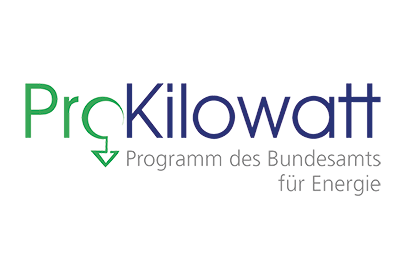 ProKilowatt
Programm des Bundesamts
für Energie